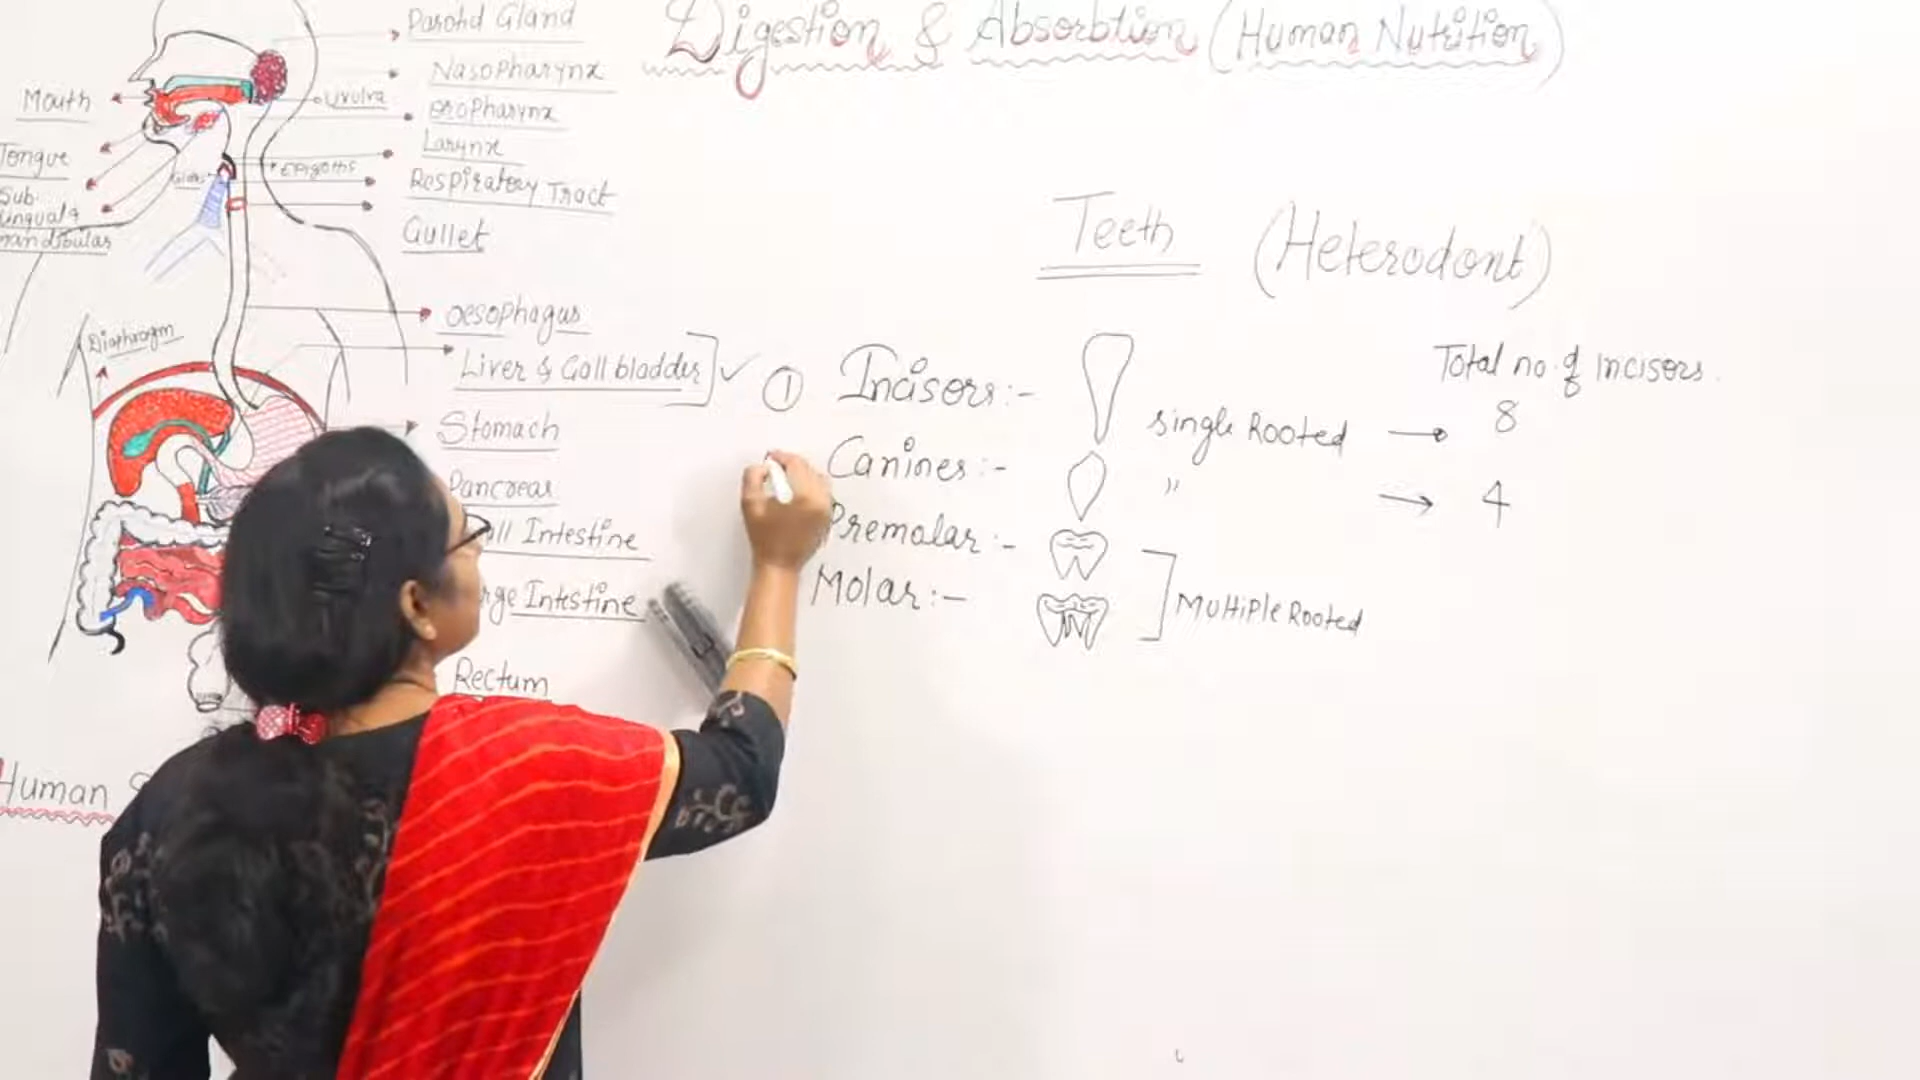 Digestion & Absorbtion (Human Nutrition)
Parotid Gland
Nasopharynx
Mouth
Uvulva
oropharynx
Larynx
Tongue
Epiglottis
Respiratory Tract
Sub
lingual &
mandibular
Gullet
Teeth (Heterodont)
oesophagus
Diaphragm
Liver & Gall bladder
Stomach
Pancreas
Intestine
Intestine
Rectum
Human
① Incisors :-
Canines :-
Premolar :-
Molar :-
Total no. of incisors
single Rooted → 8
" → 4
Multiple Rooted